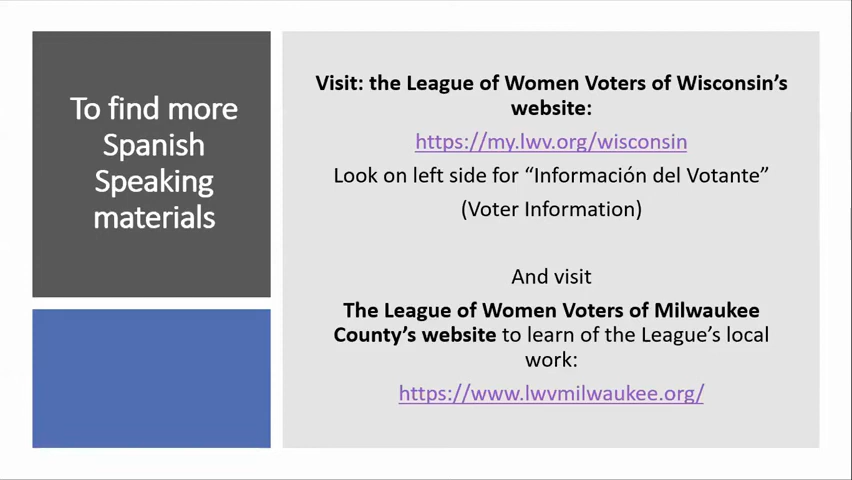 To find more
Spanish
Speaking
materials
Visit: the League of Women Voters of Wisconsin’s
website:
https://my.lwv.org/wisconsin
Look on left side for “Información del Votante”
(Voter Information)
And visit
The League of Women Voters of Milwaukee
County’s website to learn of the League’s local
work:
https://www.lwvmilwaukee.org/